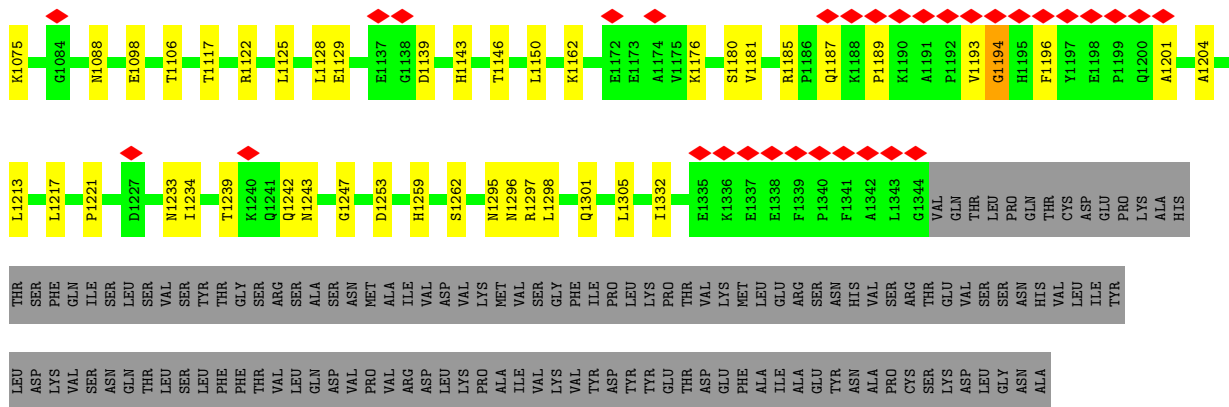 K1075 G1084 N1088 E1098 T1106 T1117 R1122 L1125 L1128 E1129 E1137 G1138 D1139 H1143 T1146 L1150 K1162 E1172 E1173 A1174 V1175 K1176 S1180 V1181 R1185 P1186 Q1187 K1188 P1189 K1190 A1191 P1192 V1193 G1194 H1195 F1196 Y1197 E1198 P1199 Q1200 A1201 A1204
L1213 L1217 P1221 D1227 N1233 I1234 T1239 K1240 Q1241 Q1242 N1243 G1247 D1253 H1259 S1262 N1295 N1296 R1297 L1298 Q1301 L1305 I1332 E1335 K1336 E1337 E1338 F1339 P1340 F1341 A1342 L1343 G1344 VAL GLN THR LEU PRO GLN THR CYS ASP GLU PRO LYS ALA HIS
THR SER PHE GLN ILE SER LEU SER VAL SER TYR THR GLY SER ARG SER ALA SER ASN MET ALA ILE VAL ASP VAL LYS MET VAL SER GLY PHE ILE PRO LEU LYS PRO THR VAL LYS MET LEU GLU ARG SER ASN HIS VAL SER ARG THR GLU VAL SER SER ASN HIS VAL LEU ILE TYR
LEU ASP LYS VAL SER ASN GLN THR LEU SER LEU PHE PHE THR VAL LEU GLN ASP VAL PRO VAL ARG ASP LEU LYS PRO ALA ILE VAL LYS VAL TYR ASP TYR TYR GLU THR ASP GLU PHE ALA ILE ALA GLU TYR ASN ALA PRO CYS SER LYS ASP LEU GLY ASN ALA